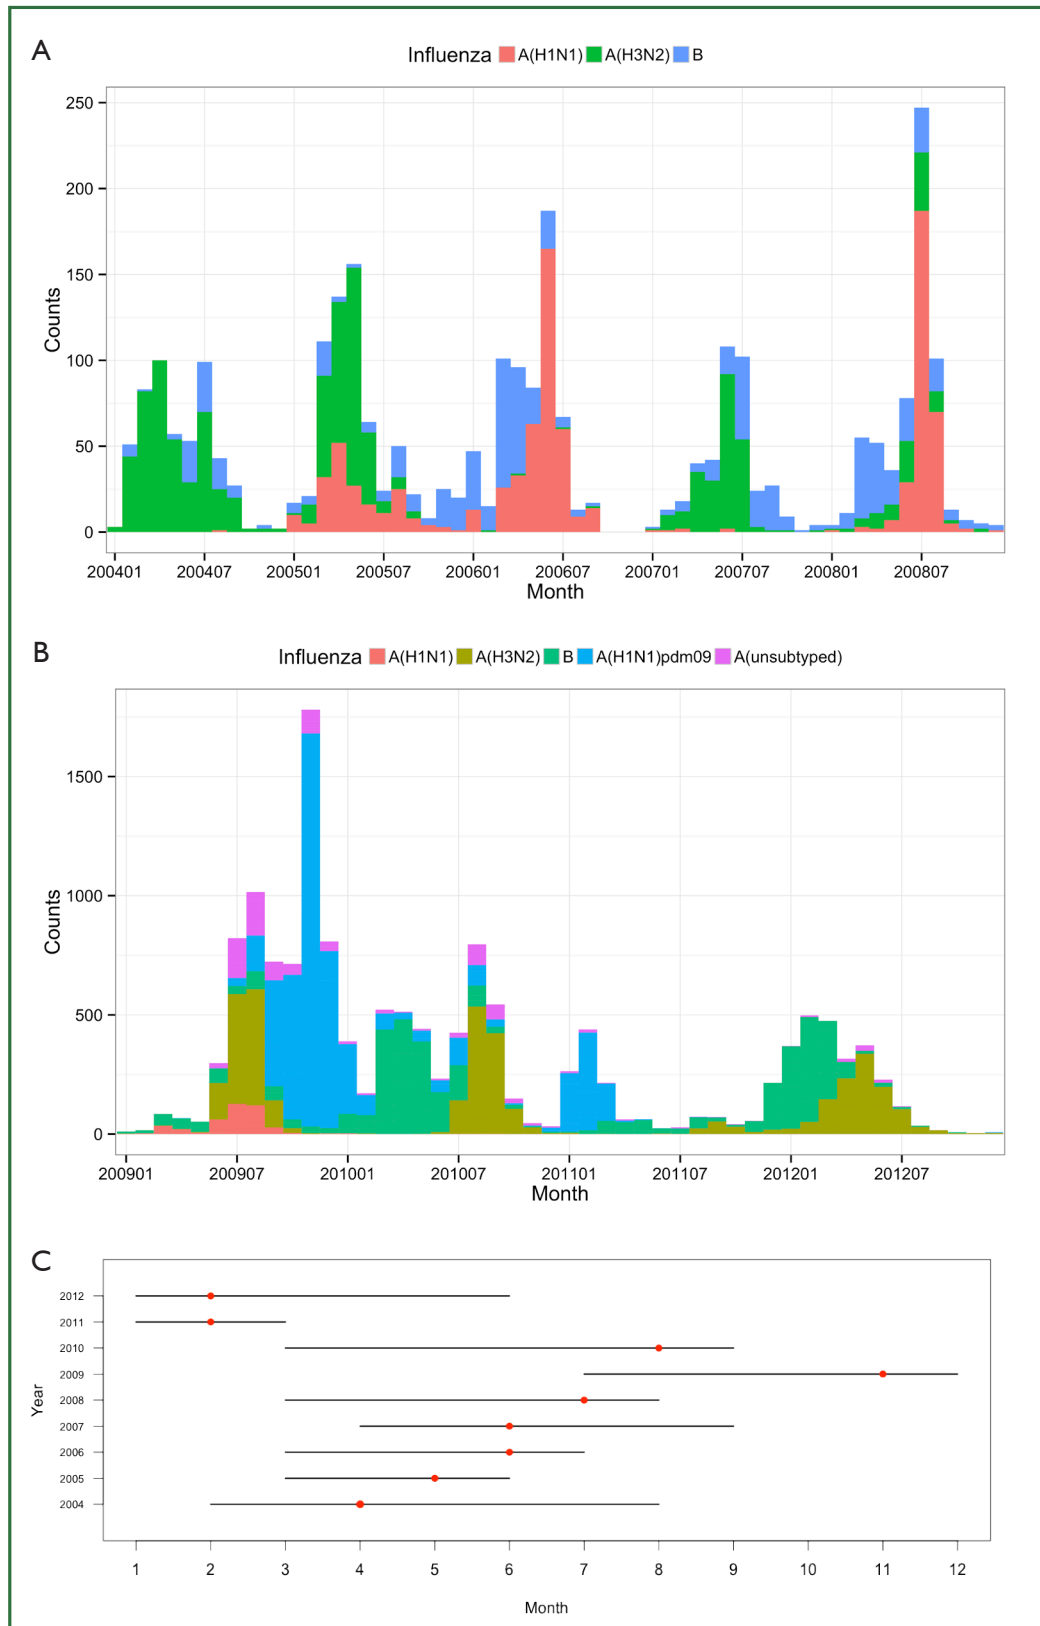 A
Influenza A(H1N1) A(H3N2) B
250
200
150
100
50
0
Counts
200401 200407 200501 200507 200601 200607 200701 200707 200801 200807
Month
B
Influenza A(H1N1) A(H3N2) B A(H1N1)pdm09 A(unsubtyped)
1500
1000
500
0
Counts
200901 200907 201001 201007 201101 201107 201201 201207
Month
C
2012
2011
2010
2009
2008
2007
2006
2005
2004
Year
1 2 3 4 5 6 7 8 9 10 11 12
Month